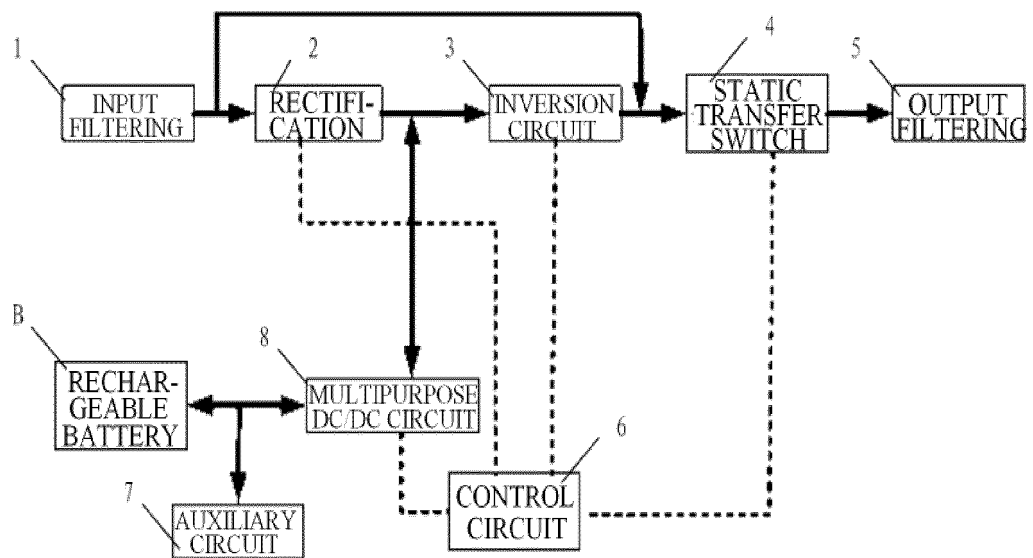 1
2
3
4
5
INPUT
FILTERING
RECTIFI-
CATION
INVERSION
CIRCUIT
STATIC
TRANSFER
SWITCH
OUTPUT
FILTERING
B
8
RECHAR-
GEABLE
BATTERY
MULTIPURPOSE
DC/DC CIRCUIT
6
CONTROL
CIRCUIT
7
AUXILIARY
CIRCUIT